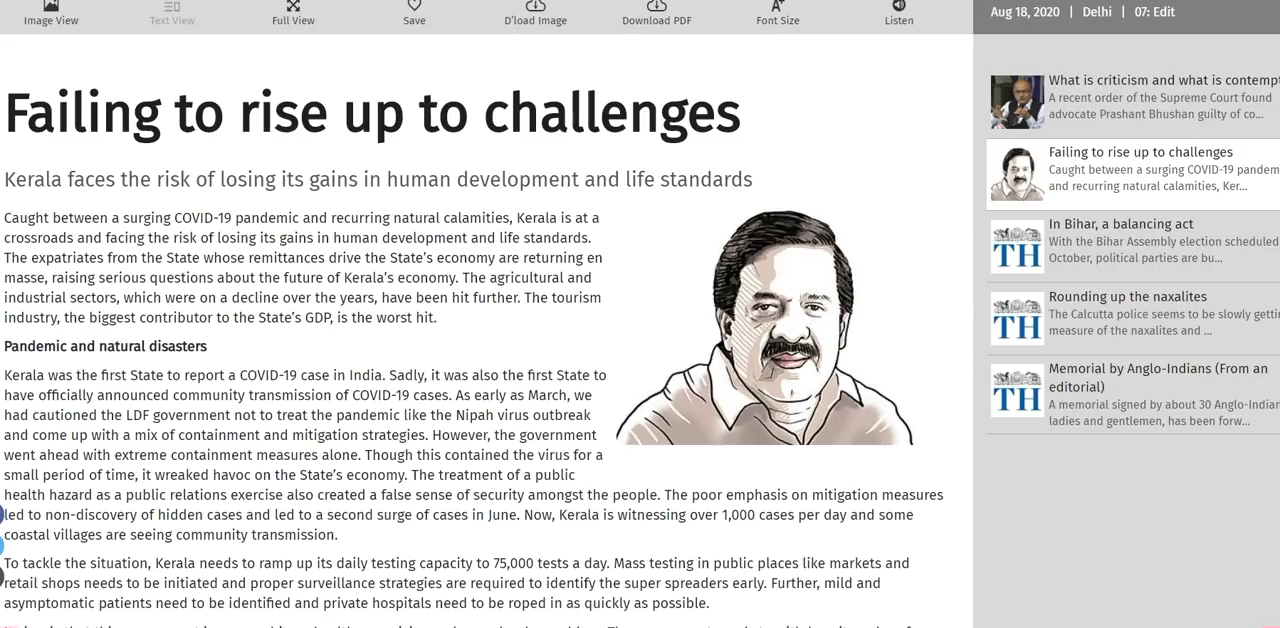 Image View
Text View
Full View
Save
D'load Image
Download PDF
Font Size
Listen
Aug 18, 2020 | Delhi | 07: Edit
Failing to rise up to challenges
Kerala faces the risk of losing its gains in human development and life standards
Caught between a surging COVID-19 pandemic and recurring natural calamities, Kerala is at a
crossroads and facing the risk of losing its gains in human development and life standards.
The expatriates from the State whose remittances drive the State's economy are returning en
masse, raising serious questions about the future of Kerala's economy. The agricultural and
industrial sectors, which were on a decline over the years, have been hit further. The tourism
industry, the biggest contributor to the State's GDP, is the worst hit.
Pandemic and natural disasters
Kerala was the first State to report a COVID-19 case in India. Sadly, it was also the first State to
have officially announced community transmission of COVID-19 cases. As early as March, we
had cautioned the LDF government not to treat the pandemic like the Nipah virus outbreak
and come up with a mix of containment and mitigation strategies. However, the government
went ahead with extreme containment measures alone. Though this contained the virus for a
small period of time, it wreaked havoc on the State's economy. The treatment of a public
health hazard as a public relations exercise also created a false sense of security amongst the people. The poor emphasis on mitigation measures
led to non-discovery of hidden cases and led to a second surge of cases in June. Now, Kerala is witnessing over 1,000 cases per day and some
coastal villages are seeing community transmission.
To tackle the situation, Kerala needs to ramp up its daily testing capacity to 75,000 tests a day. Mass testing in public places like markets and
retail shops needs to be initiated and proper surveillance strategies are required to identify the super spreaders early. Further, mild and
asymptomatic patients need to be identified and private hospitals need to be roped in as quickly as possible.
What is criticism and what is contempt
A recent order of the Supreme Court found
advocate Prashant Bhushan guilty of co...
Failing to rise up to challenges
Caught between a surging COVID-19 pandem
and recurring natural calamities, Ker...
TH
In Bihar, a balancing act
With the Bihar Assembly election scheduled
October, political parties are bu...
TH
Rounding up the naxalites
The Calcutta police seems to be slowly gettin
measure of the naxalites and ...
TH
Memorial by Anglo-Indians (From an
editorial)
A memorial signed by about 30 Anglo-Indian
ladies and gentlemen, has been forw...